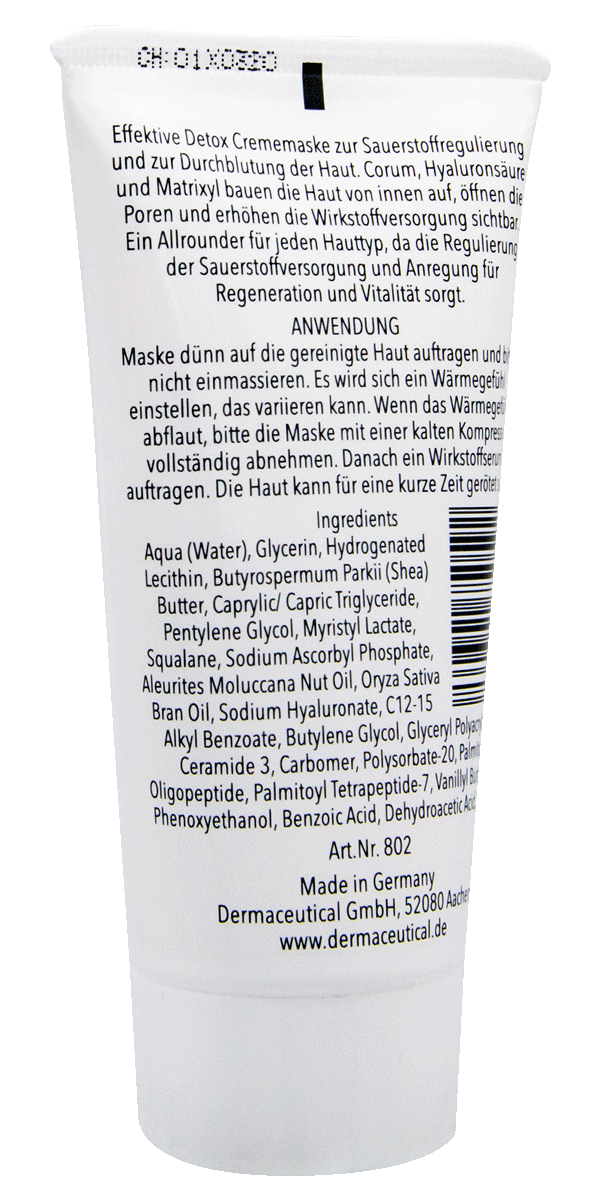 CH:01X0320
Effektive Detox Crememaske zur Sauerstoffregulierung
und zur Durchblutung der Haut. Corum, Hyaluronsäure
und Matrixyl bauen die Haut von innen auf, öffnen die
Poren und erhöhen die Wirkstoffversorgung sichtbar.
Ein Allrounder für jeden Hauttyp, da die Regulierung
der Sauerstoffversorgung und Anregung für
Regeneration und Vitalität sorgt.
ANWENDUNG
Maske dünn auf die gereinigte Haut auftragen und
nicht einmassieren. Es wird sich ein Wärmegefühl
einstellen, das variieren kann. Wenn das
abflaut, bitte die Maske mit einer kalten
vollständig abnehmen. Danach ein
auftragen. Die Haut kann für eine kurze Zeit gerötet
Ingredients
Aqua (Water), Glycerin, Hydrogenated
Lecithin, Butyrospermum Parkii (Shea)
Butter, Caprylic/ Capric Triglyceride,
Pentylene Glycol, Myristyl Lactate,
Squalane, Sodium Ascorbyl Phosphate,
Aleurites Moluccana Nut Oil, Oryza Sativa
Bran Oil, Sodium Hyaluronate, C12-15
Alkyl Benzoate, Butylene Glycol, Glyceryl
Ceramide 3, Carbomer, Polysorbate-20,
Oligopeptide, Palmitoyl Tetrapeptide-7, Vanillyl
Phenoxyethanol, Benzoic Acid, Dehydroacetic
Art.Nr. 802
Made in Germany
Dermaceutical GmbH, 52080 Aachen
www.dermaceutical.de